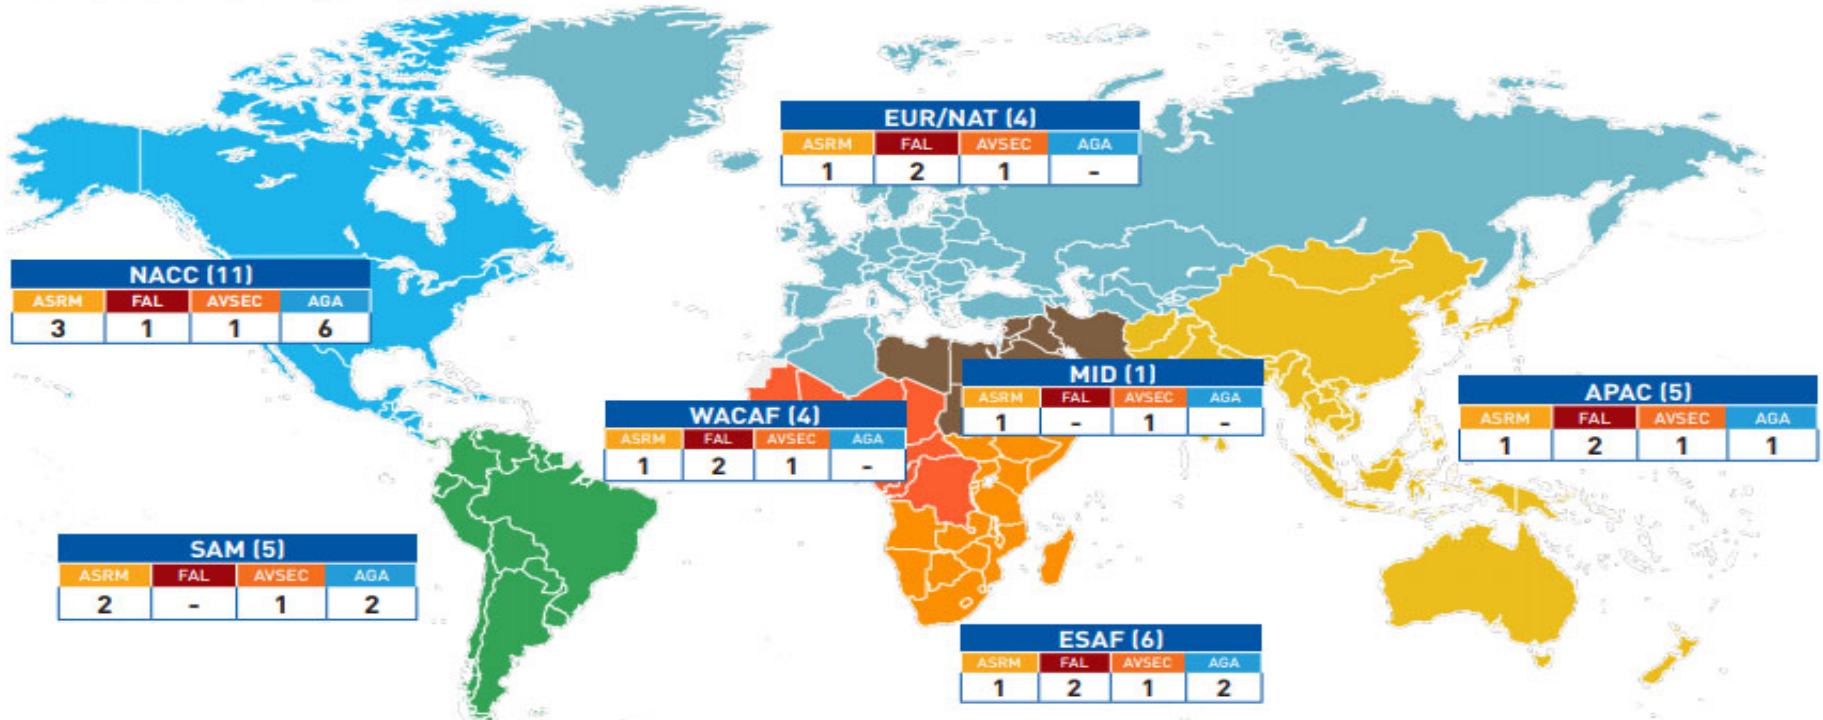 EUR/NAT (4)
ASRM FAL AVSEC AGA
1 2 1 -
NACC (11)
ASRM FAL AVSEC AGA
3 1 1 6
MID (1)
ASRM FAL AVSEC AGA
1 - 1 -
APAC (5)
ASRM FAL AVSEC AGA
1 2 1 1
WACAF (4)
ASRM FAL AVSEC AGA
1 2 1 -
SAM (5)
ASRM FAL AVSEC AGA
2 - 1 2
ESAF (6)
ASRM FAL AVSEC AGA
1 2 1 2